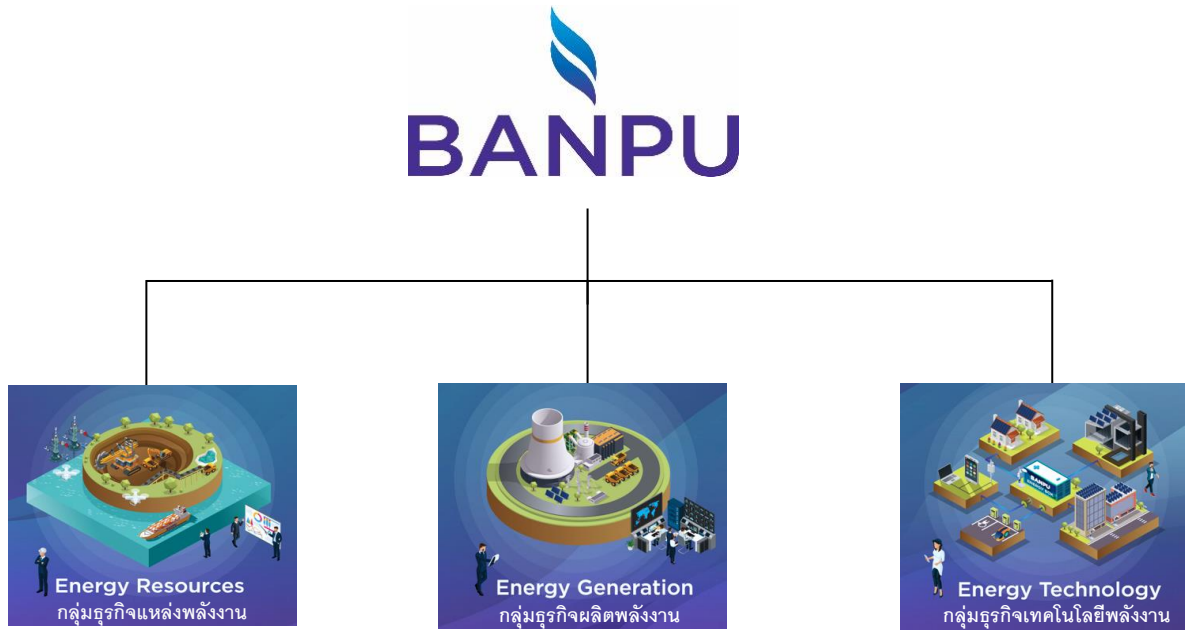 BANPU
BANPU
Energy Resources
กลุ่มธุรกิจแหล่งพลังงาน
Energy Generation
กลุ่มธุรกิจผลิตพลังงาน
Energy Technology
กลุ่มธุรกิจเทคโนโลยีพลังงาน